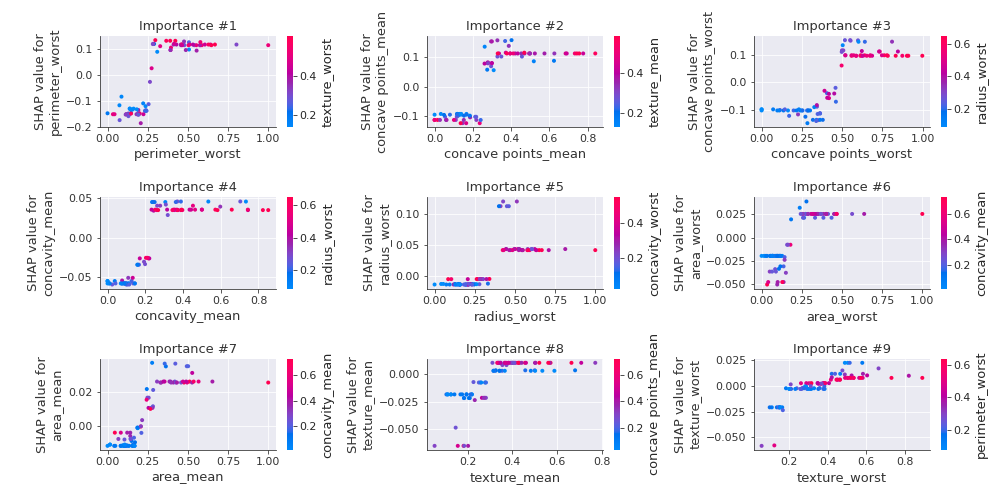 Importance #1
SHAP value for
perimeter_worst
0.1
0.0
−0.1
−0.2
0.00
0.25
0.50
0.75
1.00
perimeter_worst
0.4
0.2
texture_worst
Importance #2
SHAP value for
concave points_mean
0.1
0.0
−0.1
0.0
0.2
0.4
0.6
0.8
concave points_mean
0.4
0.2
texture_mean
Importance #3
SHAP value for
concave points_worst
0.1
0.0
−0.1
0.00
0.25
0.50
0.75
1.00
concave points_worst
0.6
0.4
0.2
radius_worst
Importance #4
SHAP value for
concavity_mean
0.05
0.00
−0.05
0.0
0.2
0.4
0.6
0.8
concavity_mean
0.6
0.4
0.2
radius_worst
Importance #5
SHAP value for
radius_worst
0.10
0.05
0.00
0.00
0.25
0.50
0.75
1.00
radius_worst
0.4
0.2
concavity_worst
Importance #6
SHAP value for
area_worst
0.025
0.000
−0.025
−0.050
0.00
0.25
0.50
0.75
1.00
area_worst
0.6
0.4
0.2
concavity_mean
Importance #7
SHAP value for
area_mean
0.02
0.00
0.00
0.25
0.50
0.75
1.00
area_mean
0.6
0.4
0.2
concavity_mean
Importance #8
SHAP value for
texture_mean
0.000
−0.025
−0.050
0.2
0.4
0.6
0.8
texture_mean
0.6
0.4
0.2
concave points_mean
Importance #9
SHAP value for
texture_worst
0.025
0.000
−0.025
−0.050
0.2
0.4
0.6
0.8
texture_worst
0.6
0.4
0.2
perimeter_worst